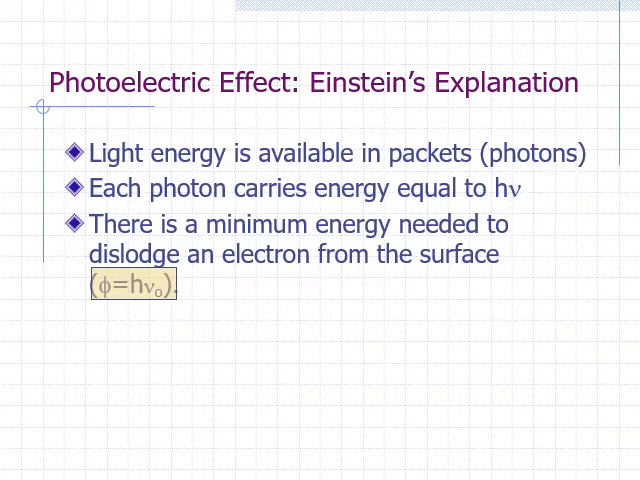 Photoelectric Effect: Einstein’s Explanation
Light energy is available in packets (photons)
Each photon carries energy equal to hν
There is a minimum energy needed to
dislodge an electron from the surface
(ϕ=hνₒ).